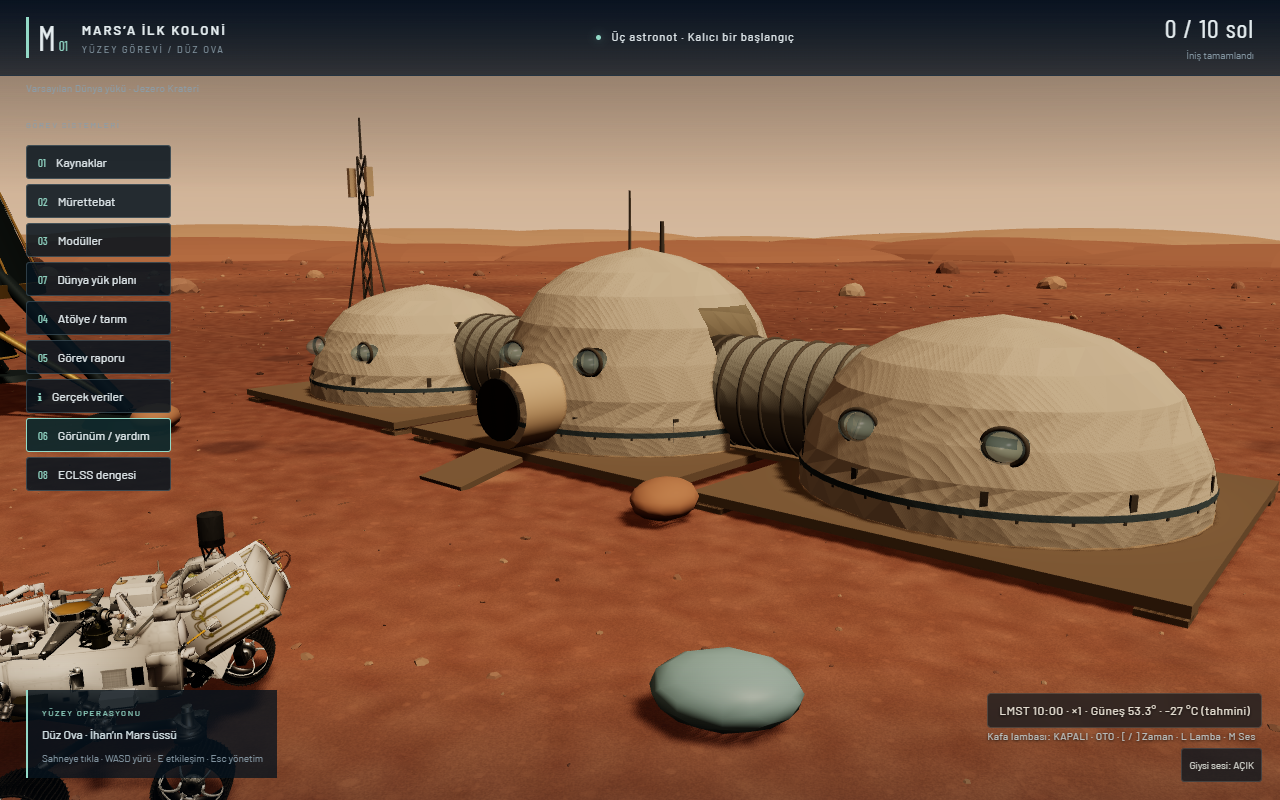 M 01
MARS'A İLK KOLONİ
YÜZEY GÖREVİ / DÜZ OVA
Üç astronot · Kalıcı bir başlangıç
0 / 10 sol
İniş tamamlandı
01 Kaynaklar
02 Mürettebat
03 Modüller
07 Dünya yük planı
04 Atölye / tarım
05 Görev raporu
i Gerçek veriler
06 Görünüm / yardım
08 ECLSS dengesi
YÜZEY OPERASYONU
Düz Ova · İhan'ın Mars üssü
Sahneye tıkla · WASD yürü · E etkileşim · Esc yönetim
LMST 10:00 · ×1 · Güneş 53.3° · -27 °C (tahmini)
Kafa lambası: KAPALI · OTO · [ / ] Zaman · L Lamba · M Ses
Giysi sesi: AÇIK